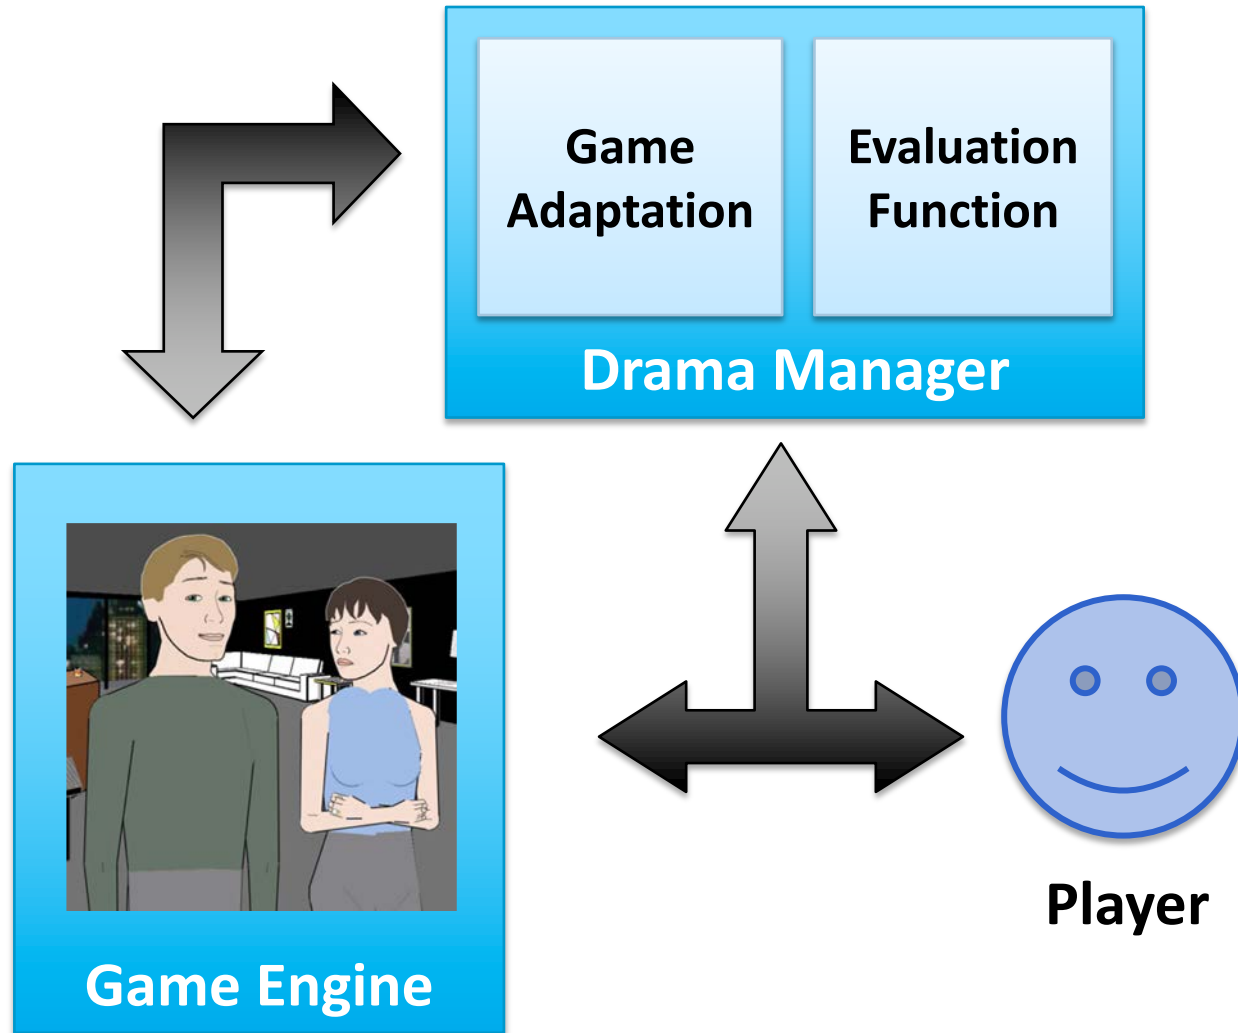 Game
Adaptation
Evaluation
Function
Drama Manager
Game Engine
Player